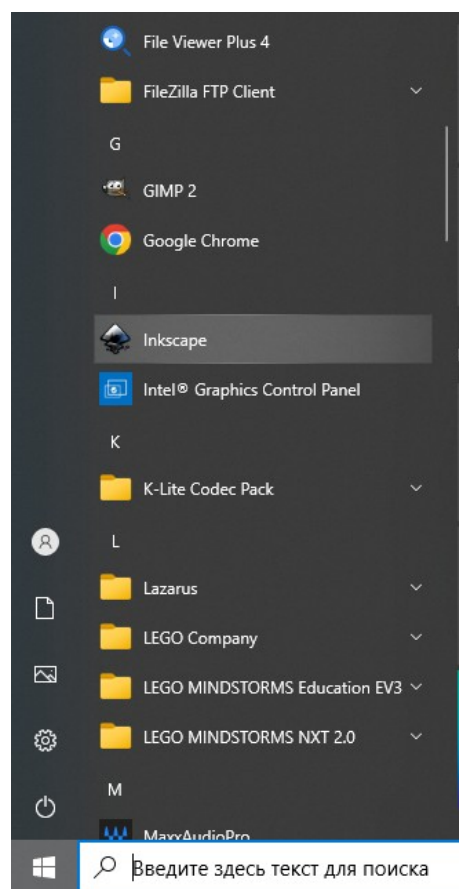 File Viewer Plus 4
FileZilla FTP Client
G
GIMP 2
Google Chrome
I
Inkscape
Intel® Graphics Control Panel
K
K-Lite Codec Pack
L
Lazarus
LEGO Company
LEGO MINDSTORMS Education EV3
LEGO MINDSTORMS NXT 2.0
M
MaxxAudioPro
Введите здесь текст для поиска